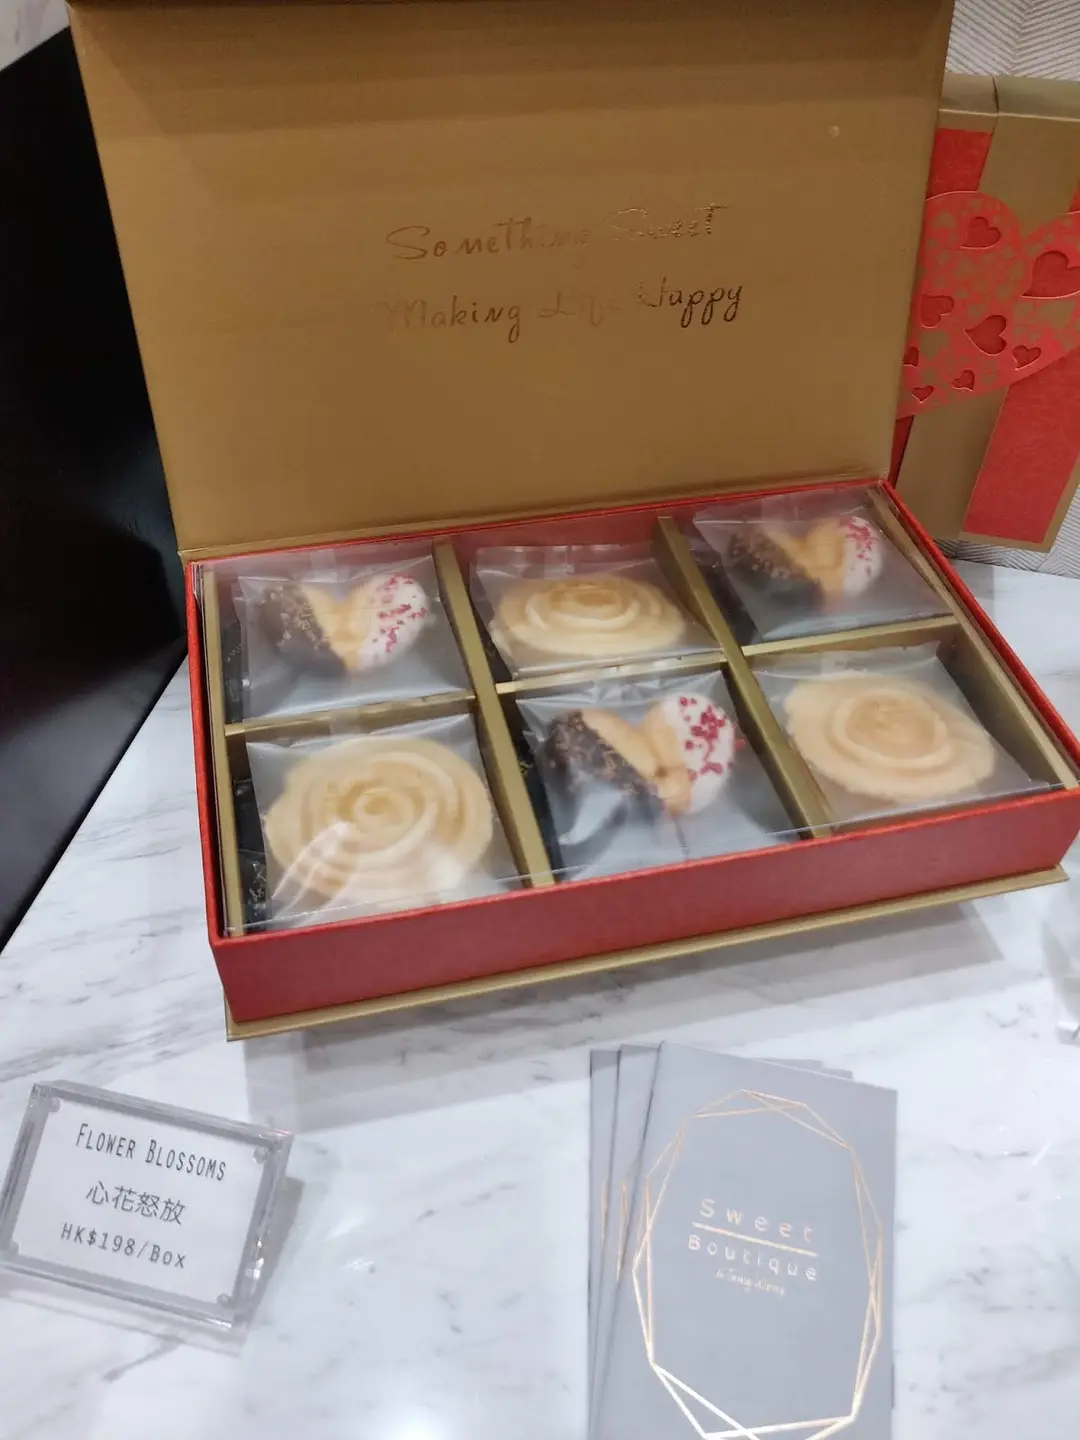 Something Sweet
Making Life Happy
FLOWER BLOSSOMS
心花怒放
HK$198/Box
Sweet
Boutique